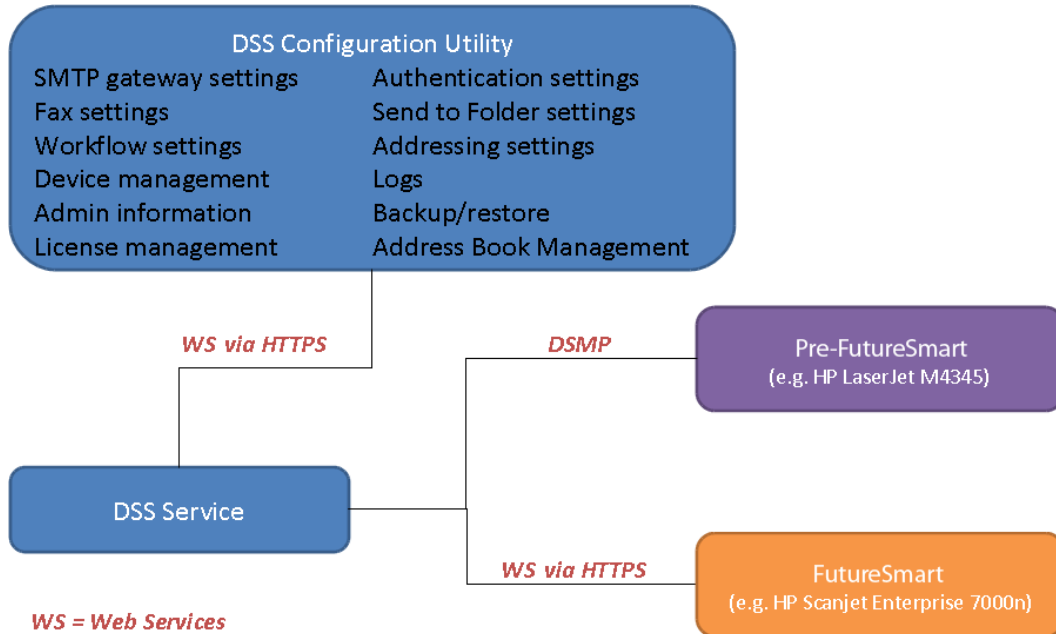 DSS Configuration Utility
SMTP gateway settings
Fax settings
Workflow settings
Device management
Admin information
License management
Authentication settings
Send to Folder settings
Addressing settings
Logs
Backup/restore
Address Book Management
WS via HTTPS
DSMP
Pre-FutureSmart
(e.g. HP LaserJet M4345)
DSS Service
WS via HTTPS
FutureSmart
(e.g. HP Scanjet Enterprise 7000n)
WS = Web Services